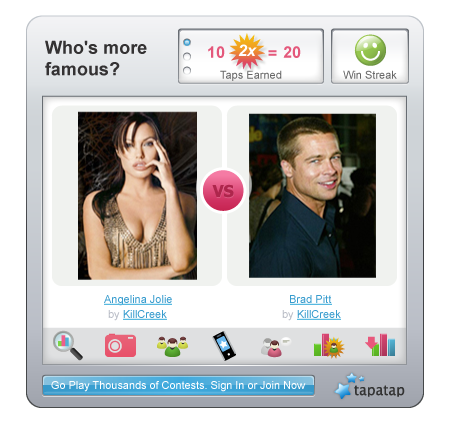 Who's more
famous?
10 2x = 20
Taps Earned
Win Streak
VS
Angelina Jolie
by KillCreek
Brad Pitt
by KillCreek
Go Play Thousands of Contests. Sign In or Join Now
tapatap